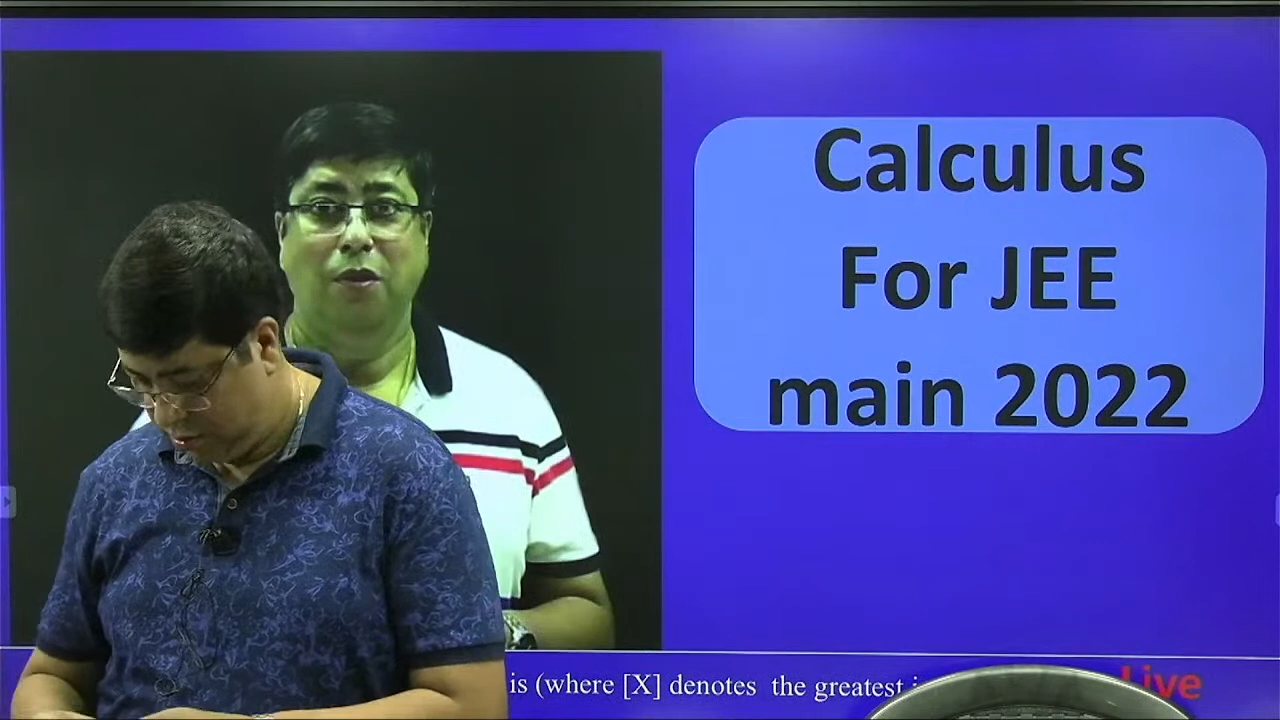 Calculus
For JEE
main 2022
is (where [X] denotes the greatest
Live